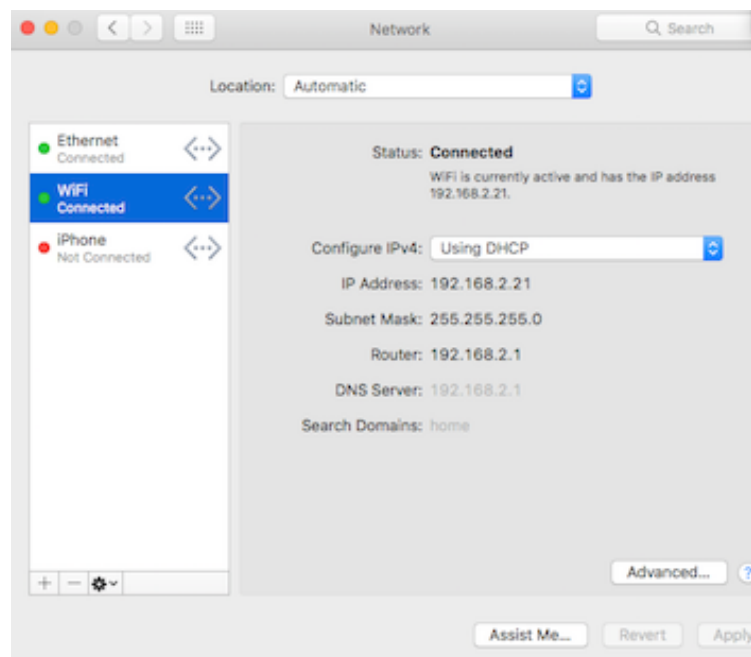 Network
Search
Location: Automatic
Ethernet
Connected
WiFi
Connected
iPhone
Not Connected
Status: Connected
WiFi is currently active and has the IP address
192.168.2.21.
Configure IPv4: Using DHCP
IP Address: 192.168.2.21
Subnet Mask: 255.255.255.0
Router: 192.168.2.1
DNS Server: 192.168.2.1
Search Domains: home
Advanced... ?
Assist Me... Revert Apply